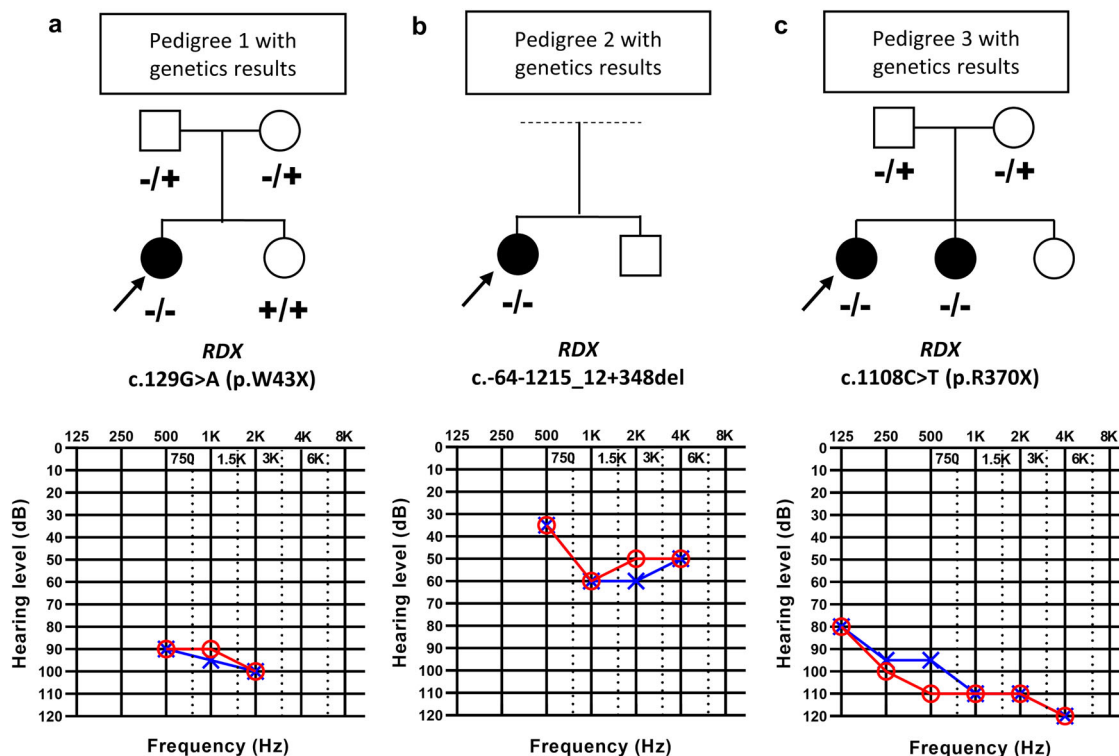 a
Pedigree 1 with
genetics results
-/+ -/+
-/- +/+
RDX
c.129G>A (p.W43X)
125 250 500 1K 2K 4K 8K
750 1.5K 3K 6K
0
10
20
30
40
50
60
70
80
90
100
110
120
Hearing level (dB)
Frequency (Hz)
b
Pedigree 2 with
genetics results
-/-
RDX
c.-64-1215_12+348del
125 250 500 1K 2K 4K 8K
750 1.5K 3K 6K
0
10
20
30
40
50
60
70
80
90
100
110
120
Hearing level (dB)
Frequency (Hz)
c
Pedigree 3 with
genetics results
-/+ -/+
-/- -/-
RDX
c.1108C>T (p.R370X)
125 250 500 1K 2K 4K 8K
750 1.5K 3K 6K
0
10
20
30
40
50
60
70
80
90
100
110
120
Hearing level (dB)
Frequency (Hz)